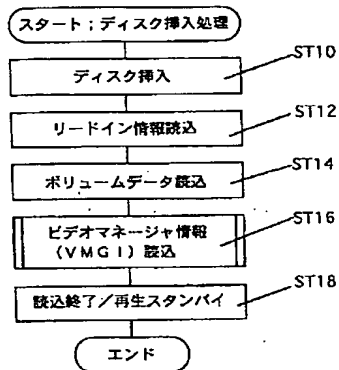 スタート；ディスク挿入処理
ST10
ディスク挿入
ST12
リードイン情報読込
ST14
ボリュームデータ読込
ST16
ビデオマネージャ情報
（ＶＭＧＩ）読込
ST18
読込終了／再生スタンバイ
エンド